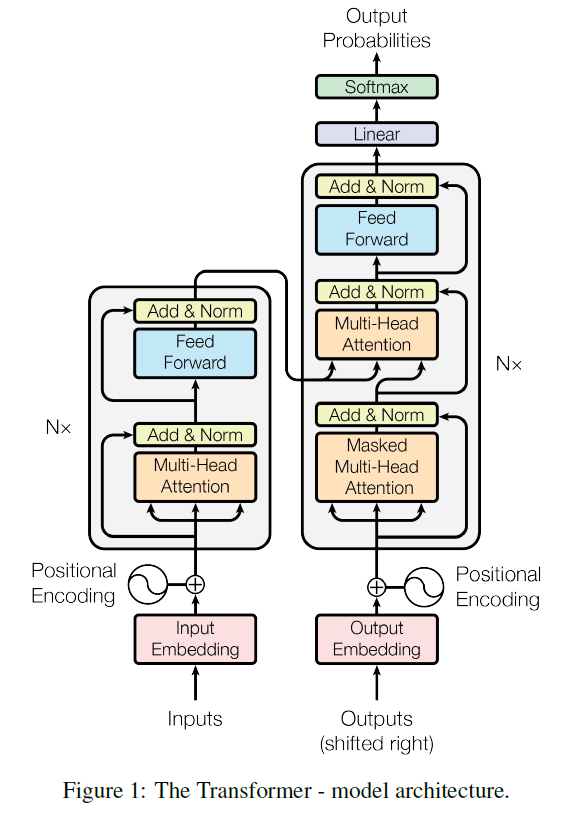 Output
Probabilities
Softmax
Linear
Add & Norm
Feed
Forward
Add & Norm
Multi-Head
Attention
Add & Norm
Masked
Multi-Head
Attention
N×
Add & Norm
Feed
Forward
Add & Norm
Multi-Head
Attention
N×
Positional
Encoding
Positional
Encoding
Input
Embedding
Output
Embedding
Inputs
Outputs
(shifted right)
Figure 1: The Transformer - model architecture.